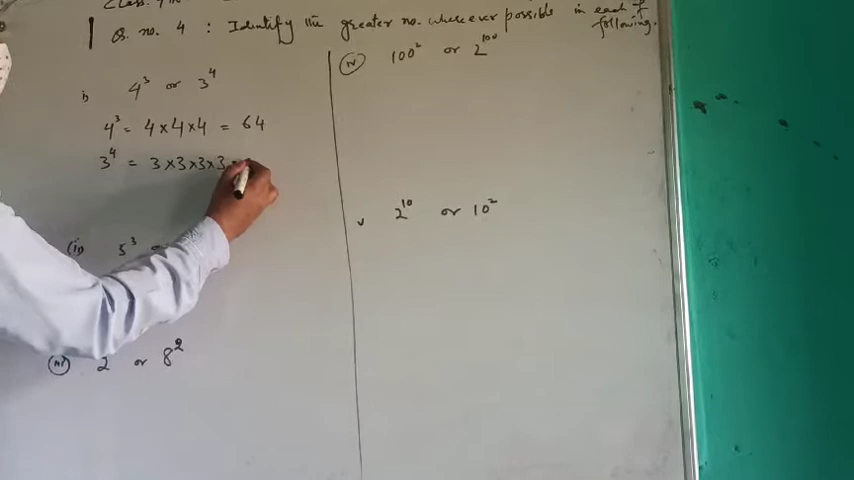 Class:
Q. no. 4 : Identify the greater no. wherever possible in each of following.
i) 4³ or 3⁴
4³ = 4×4×4 = 64
3⁴ = 3×3×3×3 =
(ii) 5³
(iii) 2 or 8²
(iv) 100² or 2¹⁰⁰
v 2¹⁰ or 10²